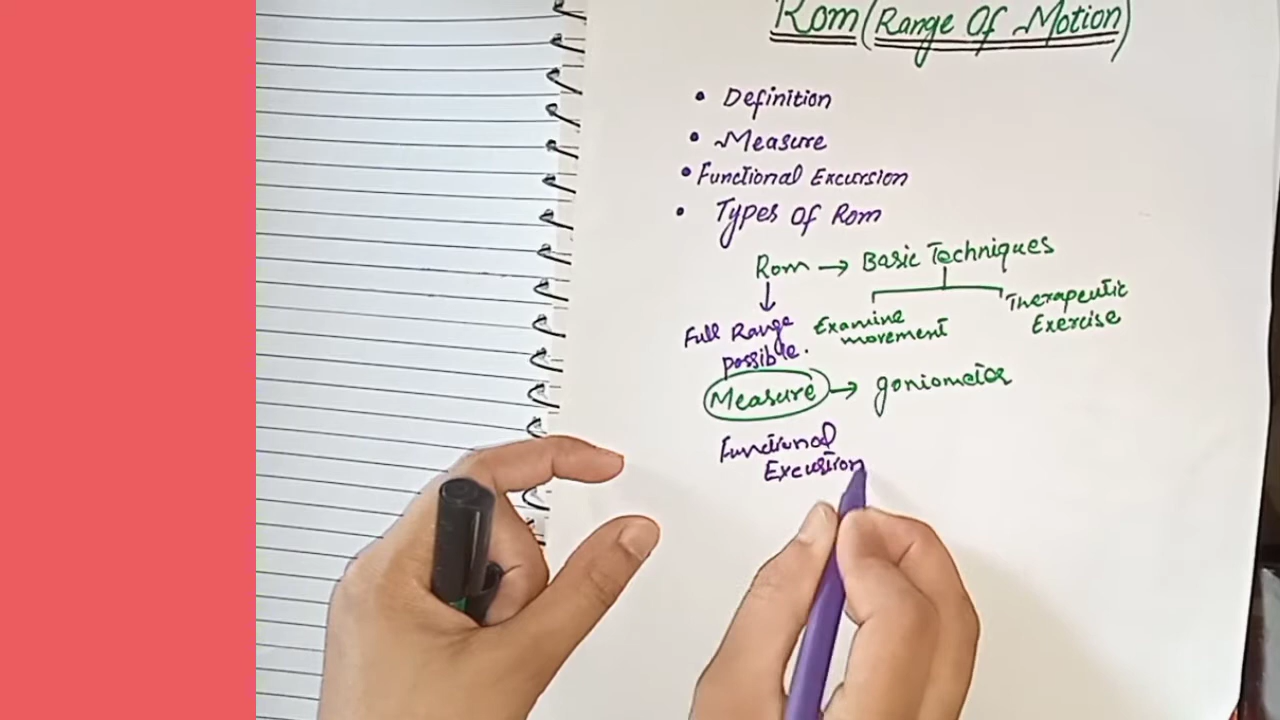 Rom (Range Of Motion)
• Definition
• Measure
• Functional Excursion
• Types Of Rom
Rom → Basic Techniques
Full Range possible.
Examine movement
Therapeutic Exercise
Measure → goniometer
Functional
Excursion